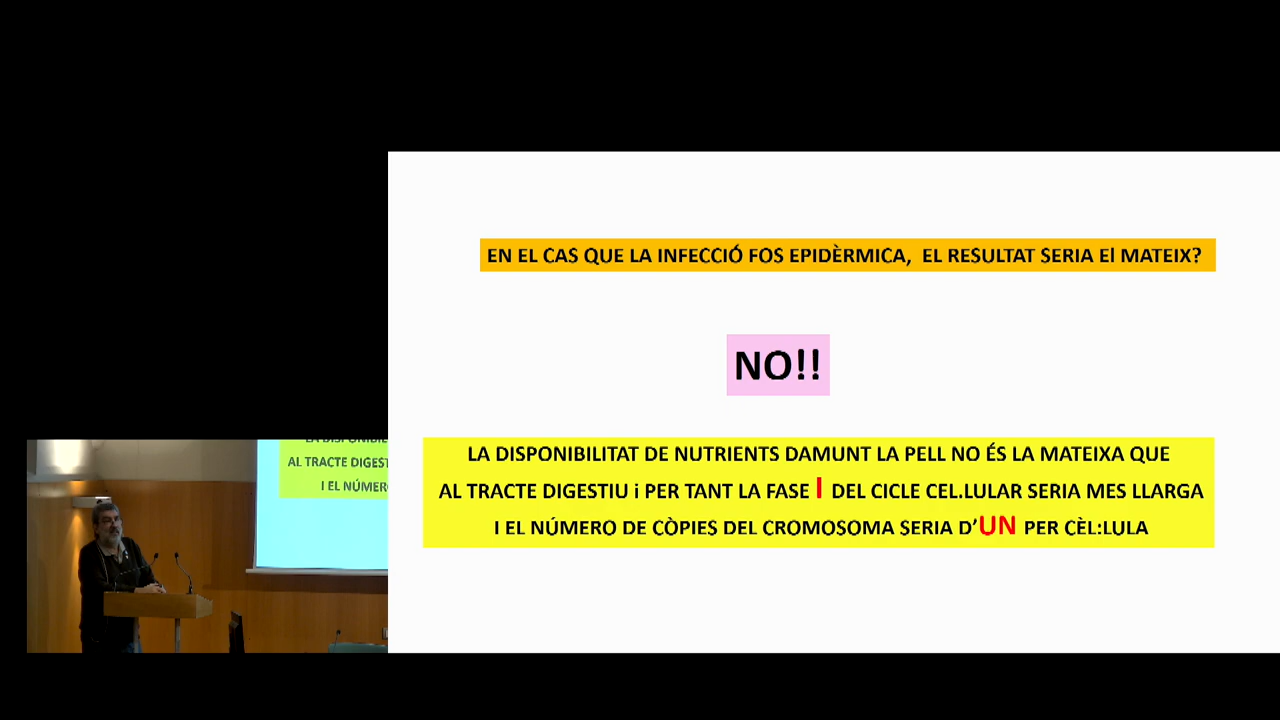 EN EL CAS QUE LA INFECCIÓ FOS EPIDÈRMICA, EL RESULTAT SERIA El MATEIX?
NO!!
LA DISPONIBILITAT DE NUTRIENTS DAMUNT LA PELL NO ÉS LA MATEIXA QUE
AL TRACTE DIGESTIU i PER TANT LA FASE I DEL CICLE CEL.LULAR SERIA MES LLARGA
I EL NÚMERO DE CÒPIES DEL CROMOSOMA SERIA D'UN PER CÈL:LULA
AL TRACTE DIGEST
I EL NÚMER